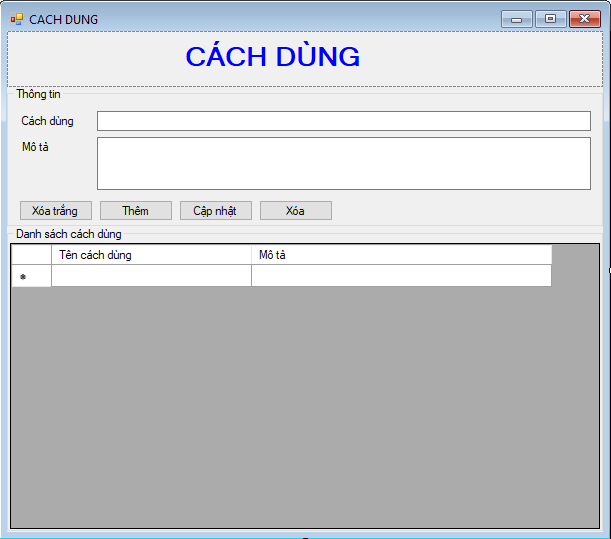 CACH DUNG
CÁCH DÙNG
Thông tin
Cách dùng
Mô tả
Xóa trắng Thêm Cập nhật Xóa
Danh sách cách dùng
Tên cách dùng Mô tả